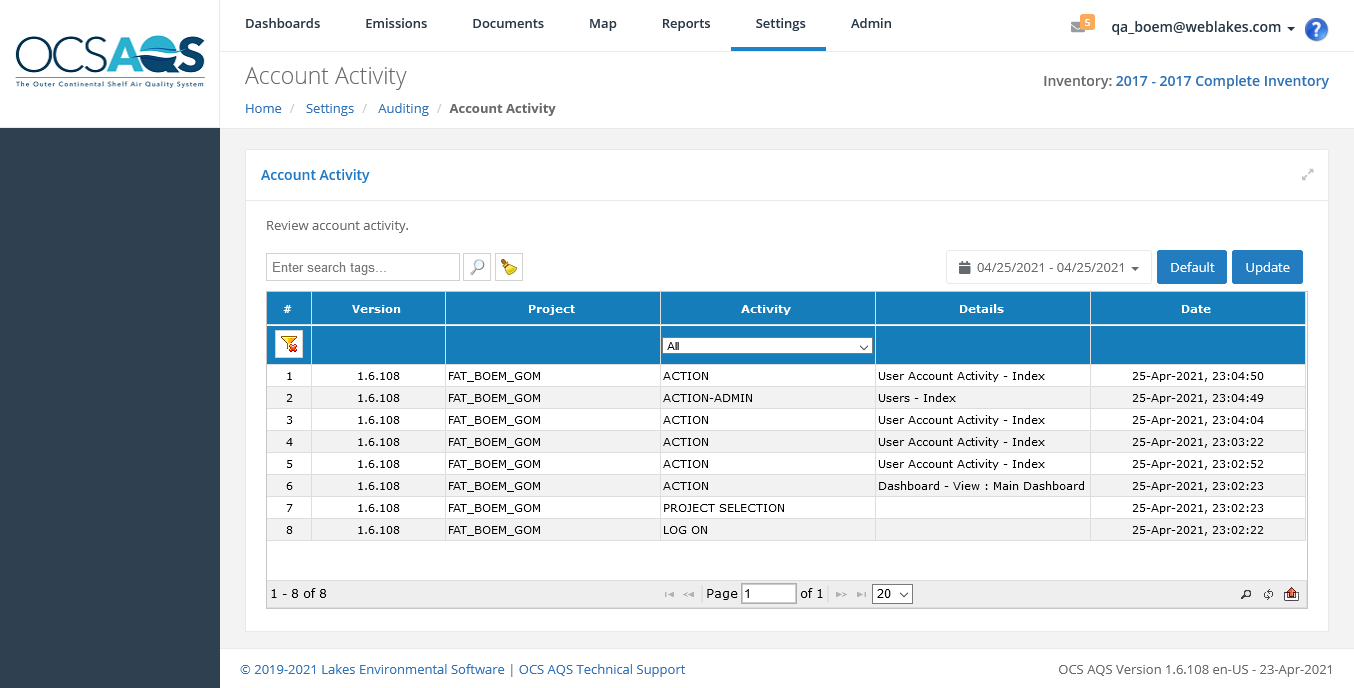 OCSAQS
The Outer Continental Shelf Air Quality System
Dashboards Emissions Documents Map Reports Settings Admin
5 qa_boem@weblakes.com ?
Account Activity
Inventory: 2017 - 2017 Complete Inventory
Home / Settings / Auditing / Account Activity
Account Activity
Review account activity.
Enter search tags... 04/25/2021 - 04/25/2021 Default Update
# Version Project Activity Details Date
All
1 1.6.108 FAT_BOEM_GOM ACTION User Account Activity - Index 25-Apr-2021, 23:04:50
2 1.6.108 FAT_BOEM_GOM ACTION-ADMIN Users - Index 25-Apr-2021, 23:04:49
3 1.6.108 FAT_BOEM_GOM ACTION User Account Activity - Index 25-Apr-2021, 23:04:04
4 1.6.108 FAT_BOEM_GOM ACTION User Account Activity - Index 25-Apr-2021, 23:03:22
5 1.6.108 FAT_BOEM_GOM ACTION User Account Activity - Index 25-Apr-2021, 23:02:52
6 1.6.108 FAT_BOEM_GOM ACTION Dashboard - View : Main Dashboard 25-Apr-2021, 23:02:23
7 1.6.108 FAT_BOEM_GOM PROJECT SELECTION 25-Apr-2021, 23:02:23
8 1.6.108 FAT_BOEM_GOM LOG ON 25-Apr-2021, 23:02:22
1 - 8 of 8 Page 1 of 1 20
© 2019-2021 Lakes Environmental Software | OCS AQS Technical Support OCS AQS Version 1.6.108 en-US - 23-Apr-2021